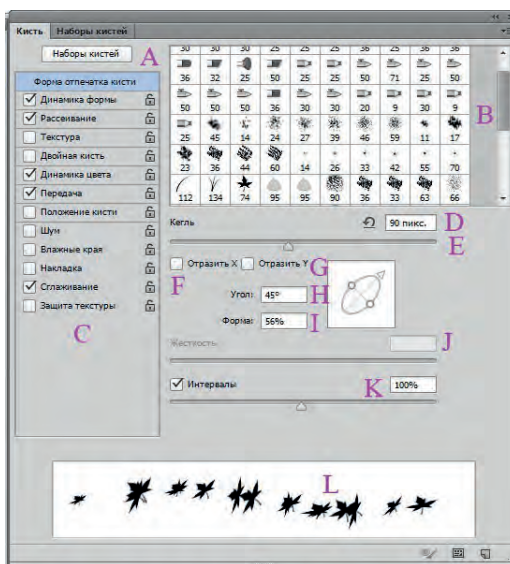 Кисть Наборы кистей
Наборы кистей A
Форма отпечатка кисти
Динамика формы
Рассеивание
Текстура
Двойная кисть
Динамика цвета
Передача
Положение кисти
Шум
Влажные края
Накладка
Сглаживание
Защита текстуры
C
30 30 50 50 25 25 36 25 36 25
36 32 25 50 25 25 50 71 25 50
50 50 50 36 30 30 20 9 30 9
B
25 45 14 24 27 39 46 59 11 17
23 36 44 60 14 26 33 42 55 70
112 134 74 95 95 90 36 33 63 66
Кегль 90 пикс. D
E
Отразить X Отразить Y G
F
Угол: 45° H
Форма: 56% I
Жесткость J
Интервалы K 100%
L